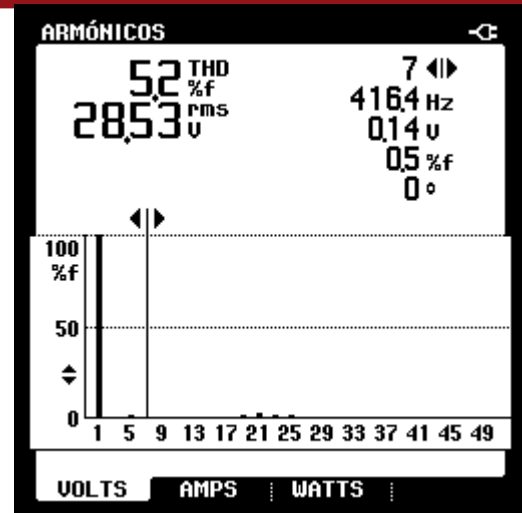 ARMÓNICOS
5,2 THD %f
28,53 rms V
7
416,4 Hz
0,14 V
0,5 %f
0 °
100
%f
50
0
1 5 9 13 17 21 25 29 33 37 41 45 49
VOLTS AMPS WATTS